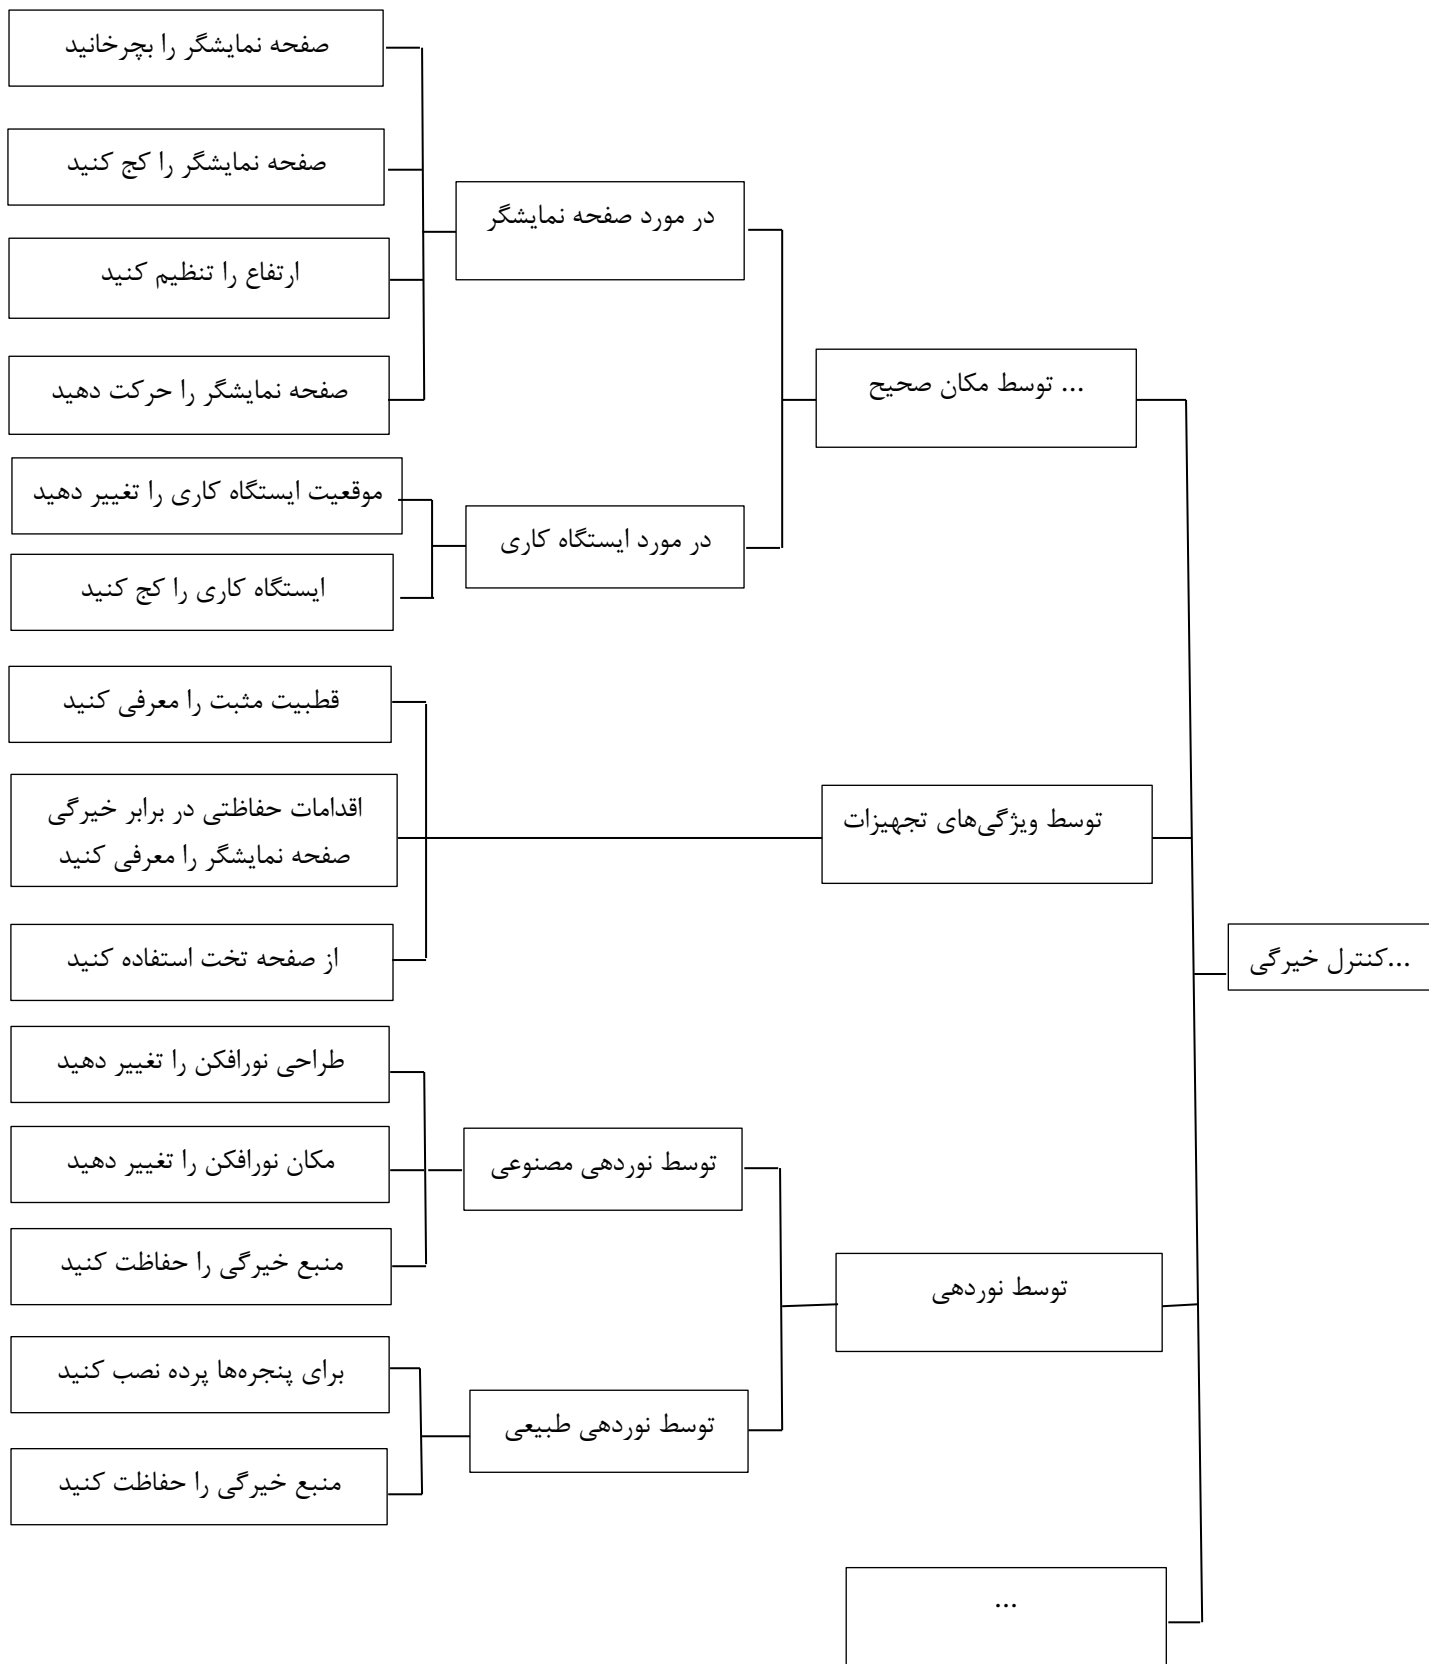 صفحه نمایشگر را بچرخانید
صفحه نمایشگر را کج کنید
در مورد صفحه نمایشگر
ارتفاع را تنظیم کنید
صفحه نمایشگر را حرکت دهید
... توسط مکان صحیح
موقعیت ایستگاه کاری را تغییر دهید
در مورد ایستگاه کاری
ایستگاه کاری را کج کنید
قطبیت مثبت را معرفی کنید
اقدامات حفاظتی در برابر خیرگی
صفحه نمایشگر را معرفی کنید
توسط ویژگی‌های تجهیزات
از صفحه تخت استفاده کنید
...کنترل خیرگی
طراحی نورافکن را تغییر دهید
مکان نورافکن را تغییر دهید
توسط نوردهی مصنوعی
منبع خیرگی را حفاظت کنید
توسط نوردهی
برای پنجره‌ها پرده نصب کنید
توسط نوردهی طبیعی
منبع خیرگی را حفاظت کنید
...